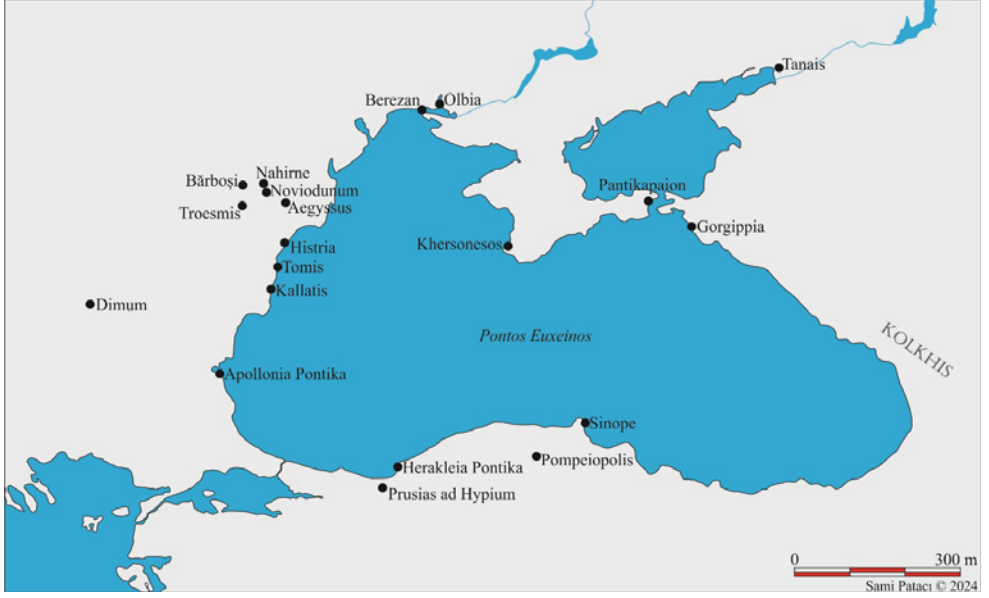 Tanais
Berezan
Olbia
Bărboși
Nahirne
Noviodunum
Pantikapaion
Troesmis
Aegyssus
Gorgippia
Histria
Khersonesos
Tomis
Kallatis
Dimum
Pontos Euxeinos
KOLKHIS
Apollonia Pontika
Sinope
Pompeiopolis
Herakleia Pontika
Prusias ad Hypium
0 300 m
Sami Patacı © 2024